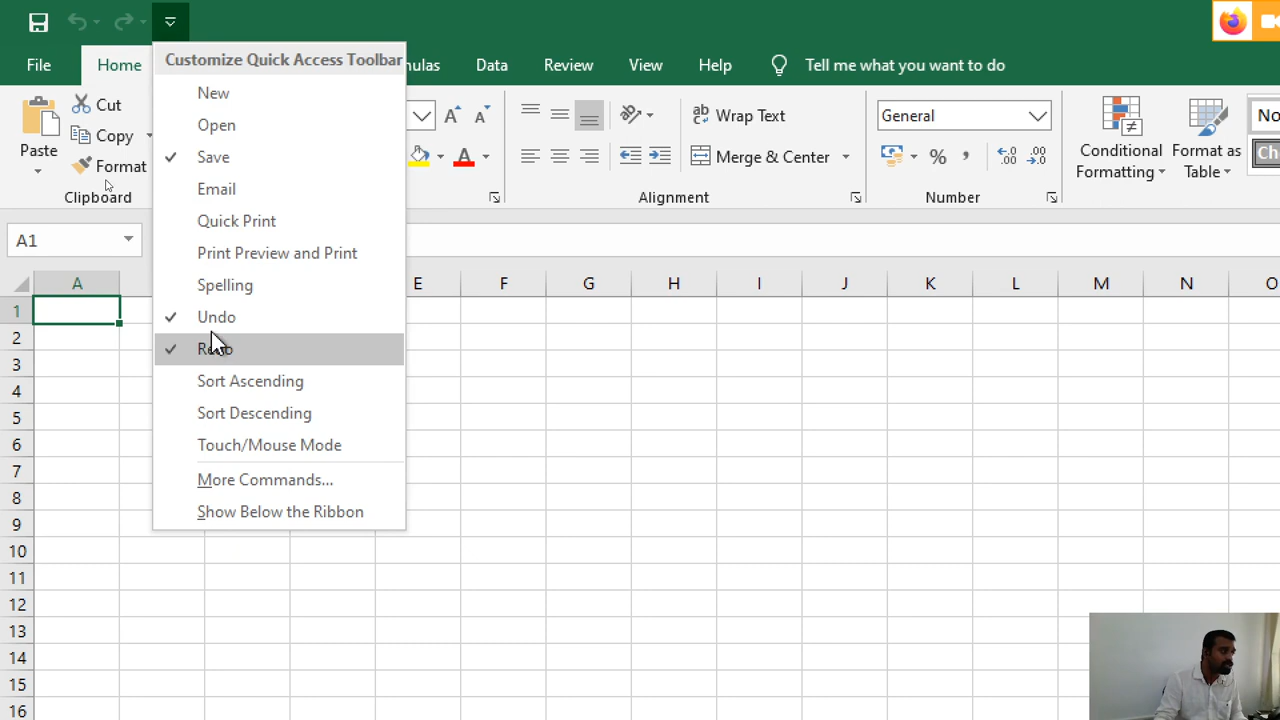 File
Home
ulas
Data
Review
View
Help
Tell me what you want to do
Customize Quick Access Toolbar
New
Open
Save
Email
Quick Print
Print Preview and Print
Spelling
Undo
Sort Ascending
Sort Descending
Touch/Mouse Mode
More Commands...
Show Below the Ribbon
Paste
Cut
Copy
Format
Clipboard
A
ab
Wrap Text
Merge & Center
Alignment
General
%
Number
Conditional
Formatting
Format as
Table
No
Ch
A1
A E F G H I J K L M N O
1
2
3
4
5
6
7
8
9
10
11
12
13
14
15
16